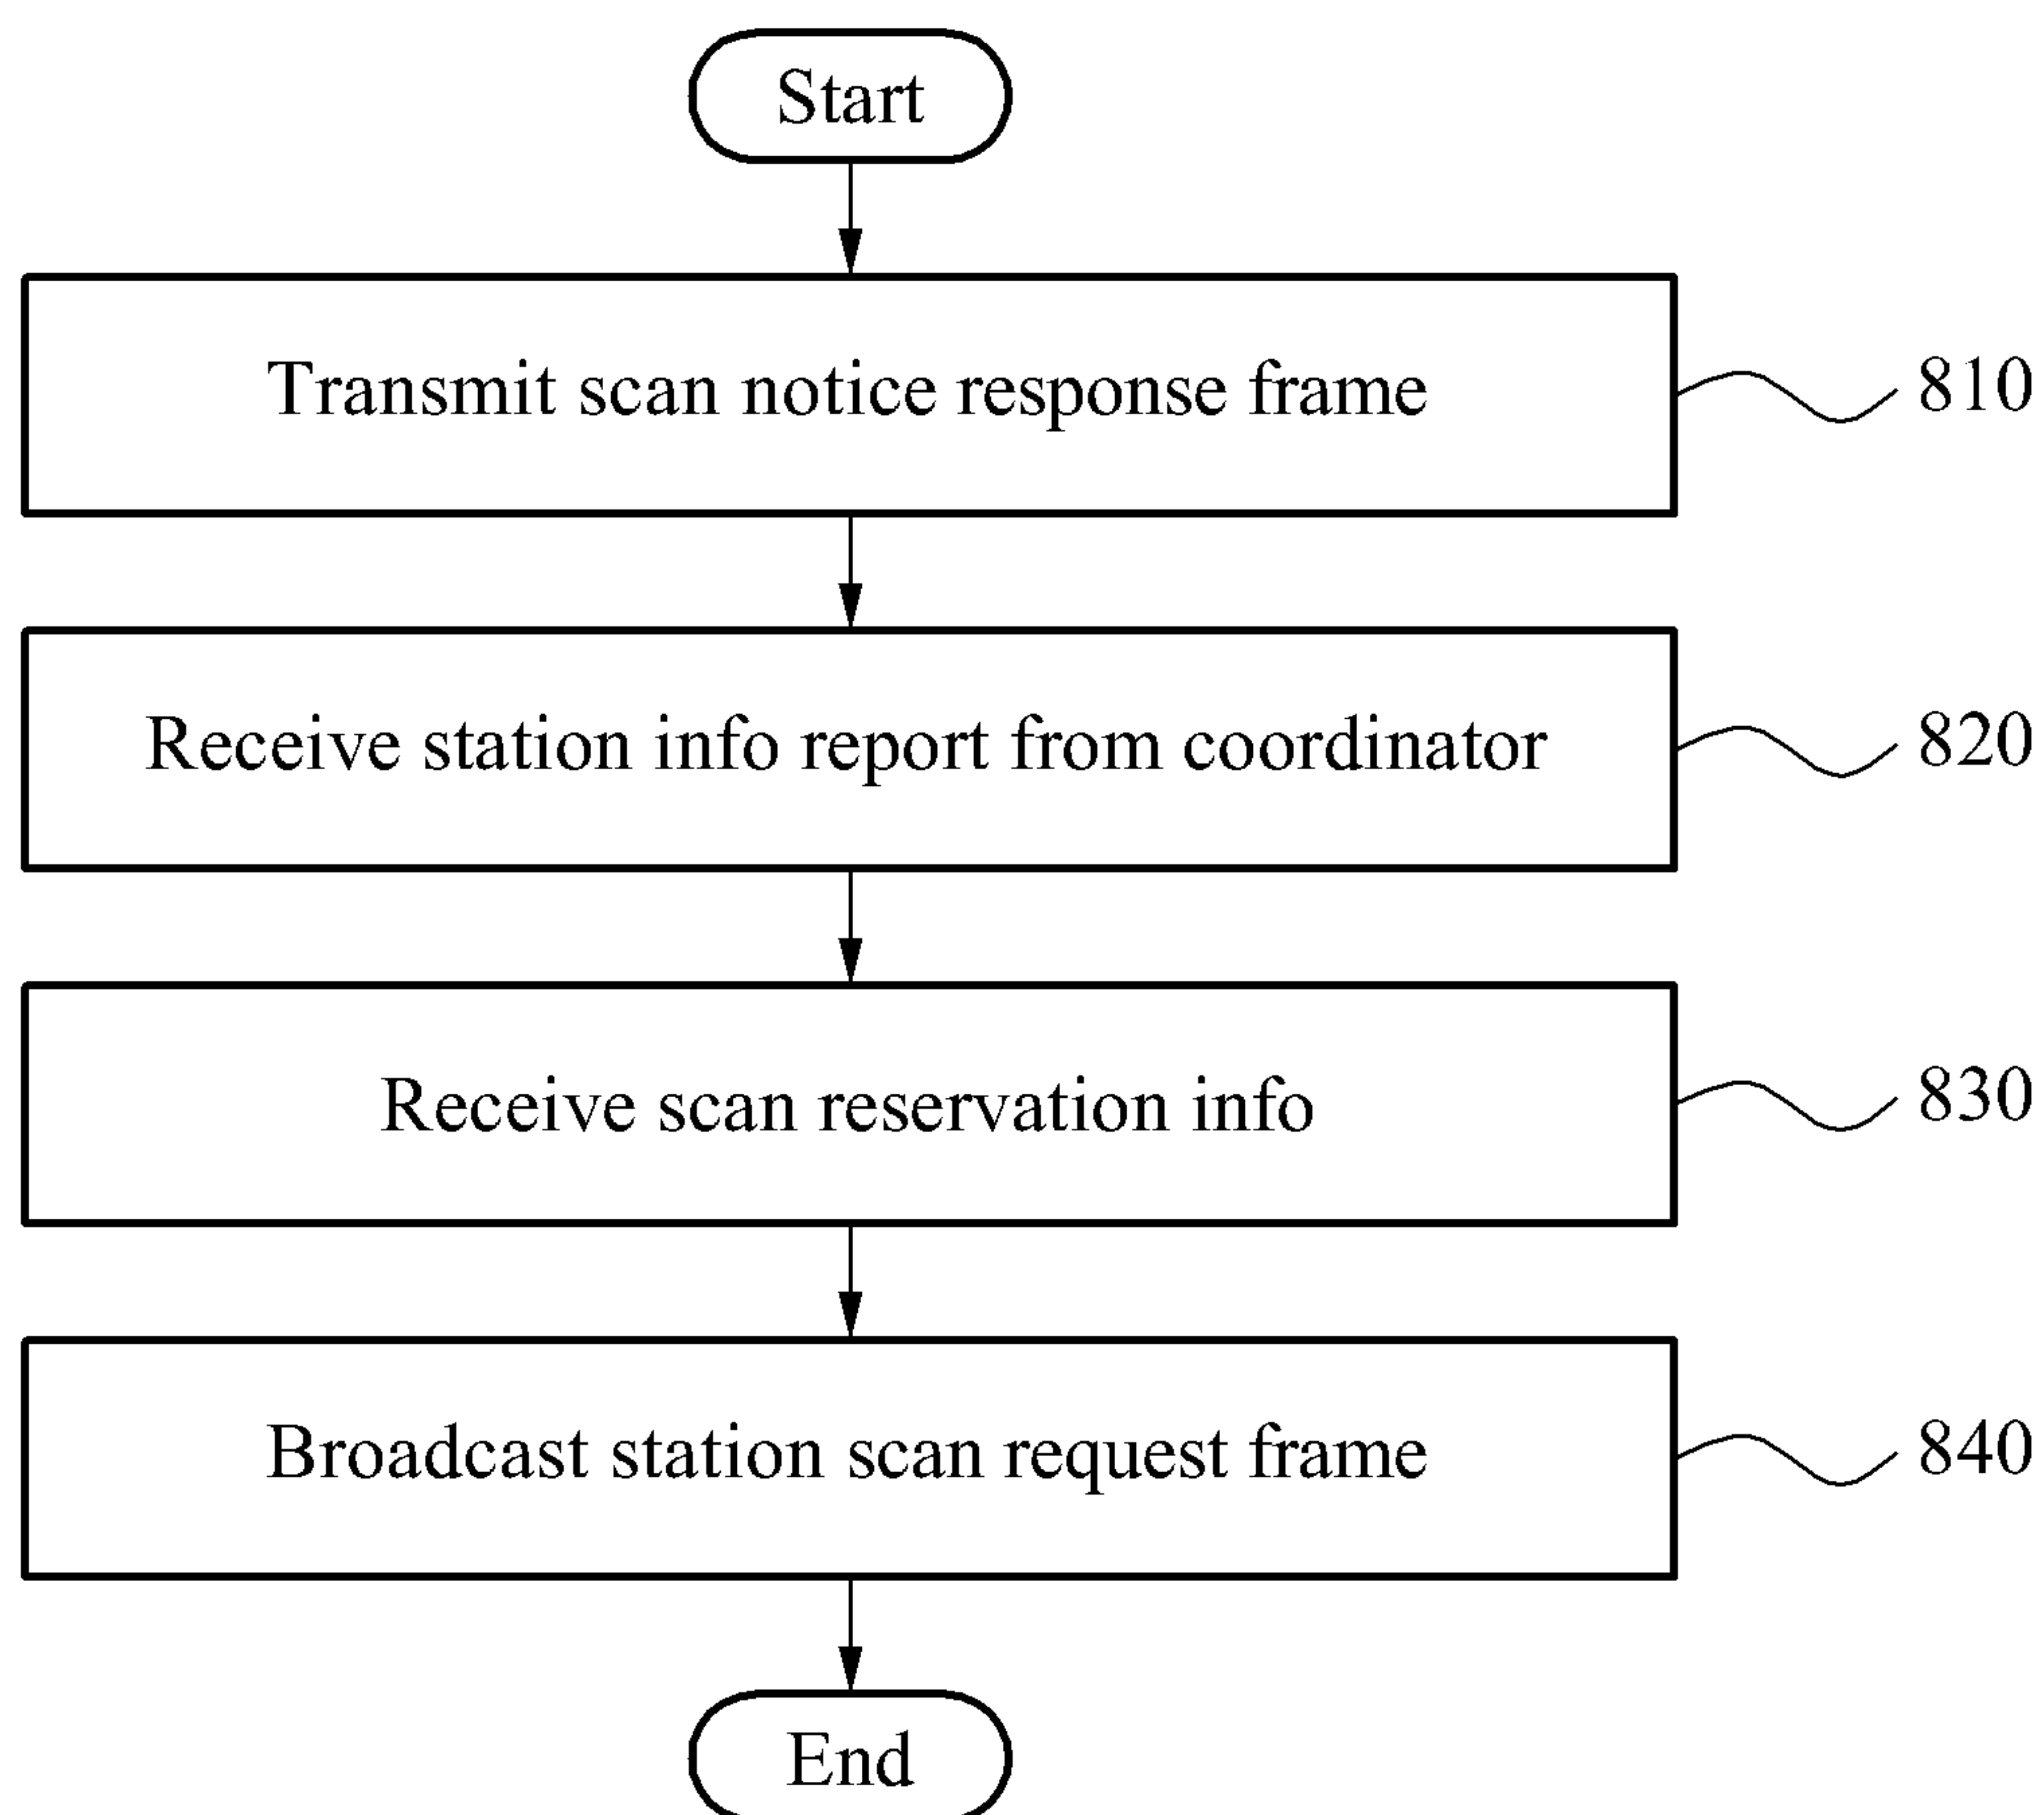 Start
Transmit scan notice response frame
810
Receive station info report from coordinator
820
Receive scan reservation info
830
Broadcast station scan request frame
840
End